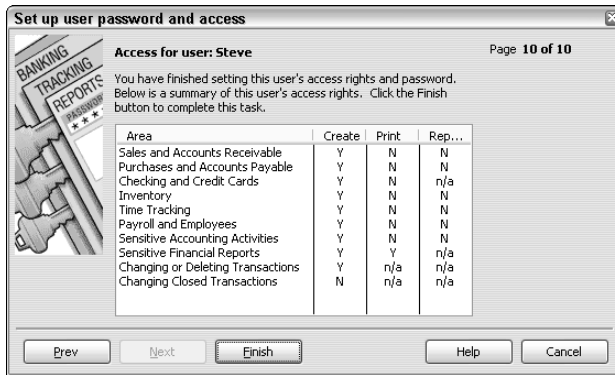 Set up user password and access
BANKING
TRACKING
REPORTS
PASSWOR
****
Access for user: Steve
Page 10 of 10
You have finished setting this user's access rights and password.
Below is a summary of this user's access rights. Click the Finish
button to complete this task.
Area Create Print Rep...
Sales and Accounts Receivable Y N N
Purchases and Accounts Payable Y N N
Checking and Credit Cards Y N n/a
Inventory Y N N
Time Tracking Y N N
Payroll and Employees Y N N
Sensitive Accounting Activities Y N N
Sensitive Financial Reports Y Y n/a
Changing or Deleting Transactions Y n/a n/a
Changing Closed Transactions N n/a n/a
Prev Next Finish Help Cancel